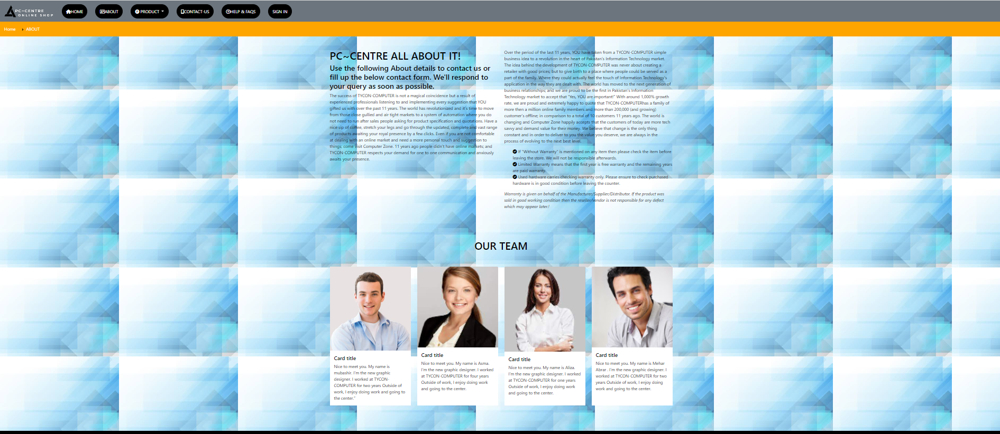 PC~CENTRE
ONLINE SHOP
HOME
ABOUT
PRODUCT
CONTACT-US
HELP & FAQS
SIGN IN
Home
ABOUT
PC~CENTRE ALL ABOUT IT!
Use the following About details to contact us or
fill up the below contact form. We'll respond to
your query as soon as possible.
The success of TYCON-COMPUTER is not a magical coincidence but a result of
experienced professionals listening to and implementing every suggestion that YOU
gifted us with over the past 11 years. The world has revolutionized and it's time to move
from those close gullied and air tight markets to a system of automation where you do
not need to run after sales people asking for product specification and quotations. Have a
nice sip of coffee, stretch your legs and go through the updated, complete and vast range
of products awaiting your royal presence by a few clicks. Even if you are not comfortable
at dealing with an online market and need a more personal touch and suggestion to
things; come visit Computer Zone. 11 years ago people didn't have online markets; and
TYCON-COMPUTER respects your demand for one to one communication and anxiously
awaits your presence.
Over the period of the last 11 years, YOU have taken from a TYCON-COMPUTER simple
business idea to a revolution in the heart of Pakistan's Information Technology market.
The idea behind the development of TYCON-COMPUTER was never about creating a
retailer with good prices, but to give birth to a place where people could be served as a
part of the family. Where they could actually feel the touch of Information Technology's
application in the way they are dealt with. The world has moved to the next generation of
business relationships; and we are proud to be the first in Pakistan's Information
Technology market to accept that "Yes, YOU are important!" With around 1,000% growth
rate, we are proud and extremely happy to quote that TYCON-COMPUTERhas a family of
more then a million online family members and more than 200,000 (and growing)
customer's offline; in comparison to a total of 10 customers 11 years ago. The world is
changing and Computer Zone happily accepts that the customers of today are more tech
savvy and demand value for their money. We believe that change is the only thing
constant and in order to deliver to you the value you deserve, we are always in the
process of evolving to the next best level.
If "Without Warranty" is mentioned on any item then please check the item before
leaving the store. We will not be responsible afterwards.
Limited Warranty means that the first year is free warranty and the remaining years
are paid warranty.
Used hardware carries checking warranty only. Please ensure to check purchased
hardware is in good condition before leaving the counter.
Warranty is given on behalf of the Manufacturer/Supplier/Distributor. If the product was
sold in good working condition then the reseller/vendor is not responsible for any defect
which may appear later.!
OUR TEAM
Card title
Nice to meet you. My name is
mubashir. I'm the new graphic
designer. I worked at TYCON-
COMPUTER for two years Outside of
work, I enjoy doing work and going to
the center."
Card title
Nice to meet you. My name is Asma.
I'm the new graphic designer. I worked
at TYCON-COMPUTER for four years
Outside of work, I enjoy doing work
and going to the center.
Card title
Nice to meet you. My name is Aliza.
I'm the new graphic designer. I worked
at TYCON-COMPUTER for one years
Outside of work, I enjoy doing work
and going to the center.
Card title
Nice to meet you. My name is Mehar
Abrar . I'm the new graphic designer. I
worked at TYCON-COMPUTER for two
years Outside of work, I enjoy doing
work and going to the center.